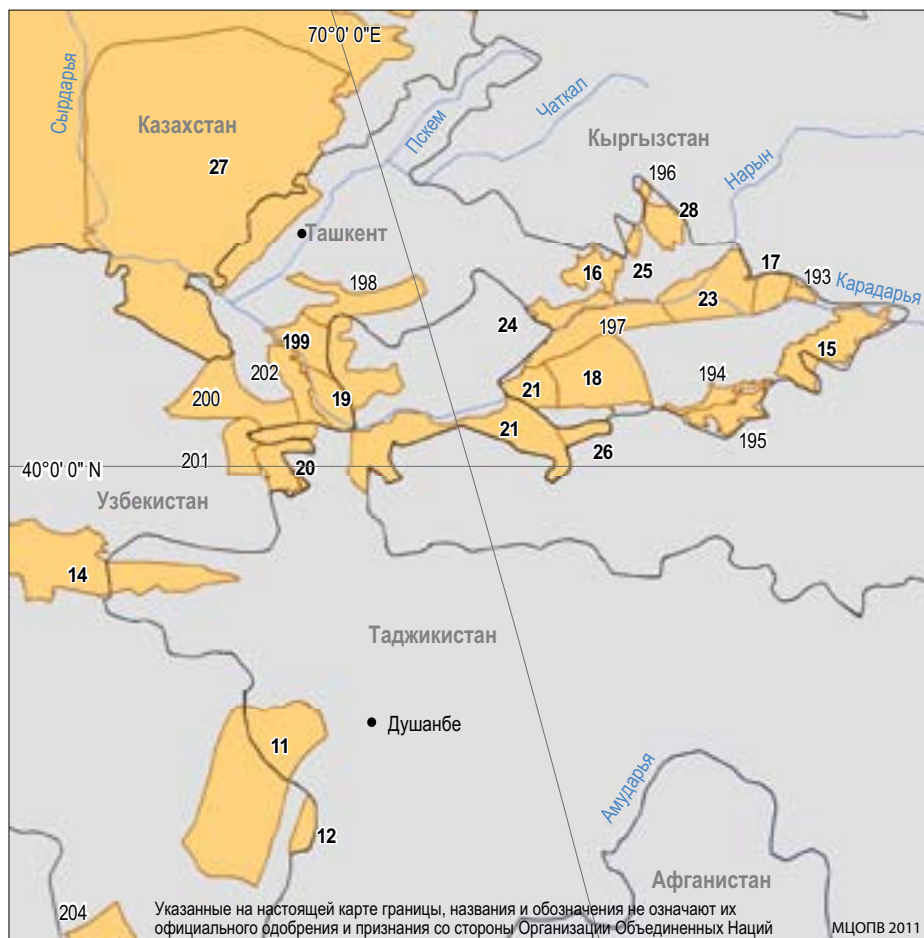 70°0' 0"E
Сырдарья
Казахстан
27
Пскем
Чаткал
Кыргызстан
196
28
Нарын
Ташкент
16
25
17
193
Карадарья
198
23
24
197
199
15
202
200
19
21
18
194
21
195
201
26
20
40°0' 0" N
Узбекистан
14
Таджикистан
11
Душанбе
Амударья
12
Афганистан
204
Указанные на настоящей карте границы, названия и обозначения не означают их
официального одобрения и признания со стороны Организации Объединенных Наций
МЦОПВ 2011